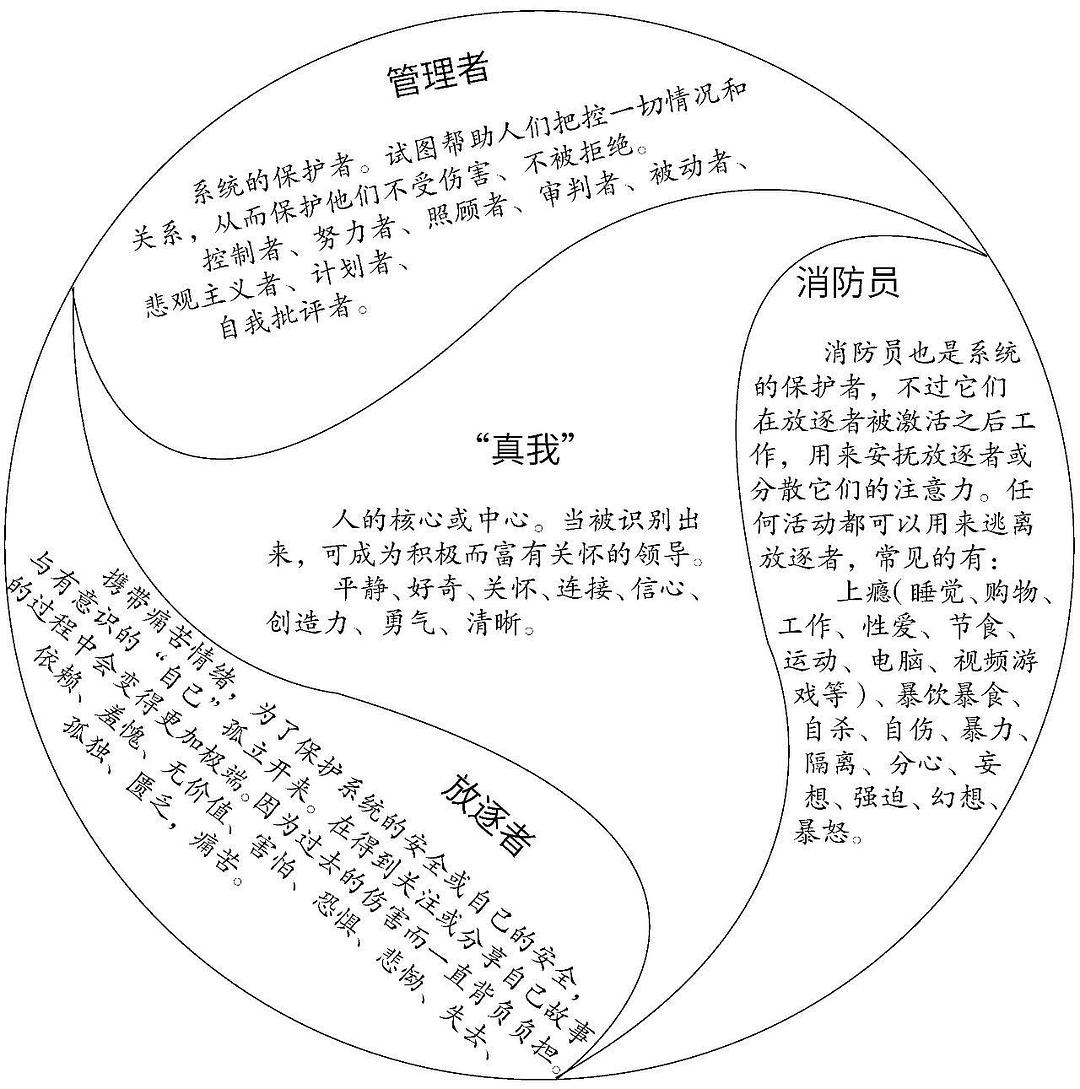 管理者
系统的保护者。试图帮助人们把控一切情况和
关系，从而保护他们不受伤害、不被拒绝。
控制者、努力者、照顾者、审判者、被动者、
悲观主义者、计划者、
自我批评者。
消防员
消防员也是系统
的保护者，不过它们
在放逐者被激活之后工
作，用来安抚放逐者或
分散它们的注意力。任
何活动都可以用来逃离
放逐者，常见的有：
上瘾（睡觉、购物、
工作、性爱、节食、
运动、电脑、视频游
戏等）、暴饮暴食、
自杀、自伤、暴力、
隔离、分心、妄
想、强迫、幻想、
暴怒。
“真我”
人的核心或中心。当被识别出
来，可成为积极而富有关怀的领导。
平静、好奇、关怀、连接、信心、
创造力、勇气、清晰。
放逐者
携带痛苦情绪，为了保护系统的安全或自己的安全，
与有意识的“自己”孤立开来。在得到关注或分享自己故事
的过程中会变得更加极端。因为过去的伤害而一直背负负担。
依赖、羞愧、无价值、害怕、恐惧、悲恸、失去、
孤独、匮乏，痛苦。